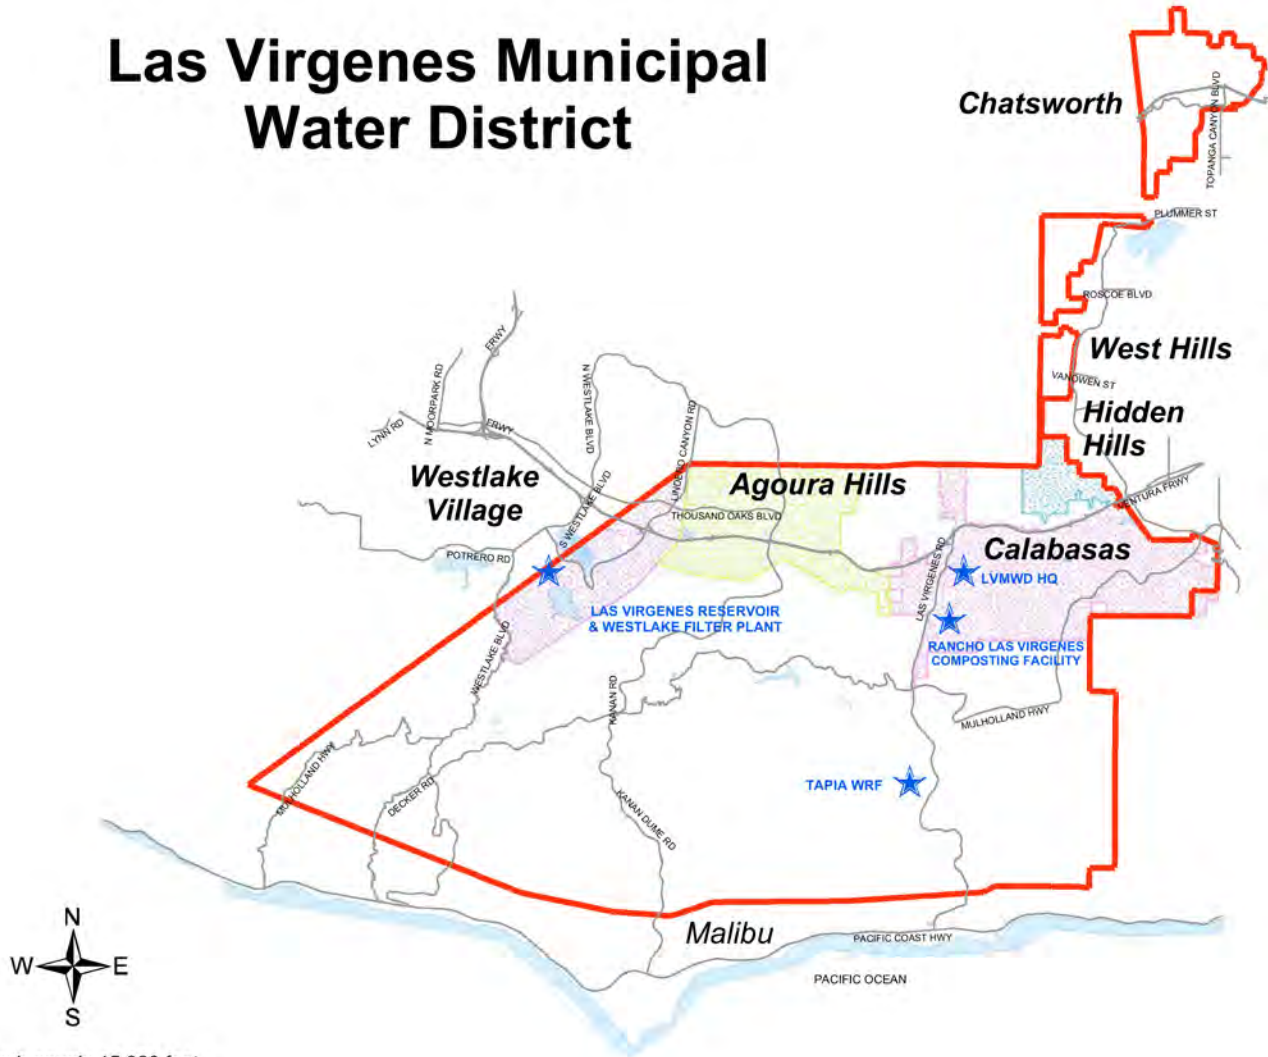 Las Virgenes Municipal
Water District
Chatsworth
TOPANGA CANYON BLVD
PLUMMER ST
ROSCOE BLVD
West Hills
VANOWEN ST
Hidden
Hills
FRWY
N MOORPARK RD
LYNN RD
FRWY
N WESTLAKE BLVD
LINDERO CANYON RD
Westlake
Village
S WESTLAKE BLVD
Agoura Hills
THOUSAND OAKS BLVD
VENTURA FRWY
POTRERO RD
Calabasas
LAS VIRGENES RD
LVMWD HQ
LAS VIRGENES RESERVOIR
& WESTLAKE FILTER PLANT
RANCHO LAS VIRGENES
COMPOSTING FACILITY
WESTLAKE BLVD
KANAN RD
MULHOLLAND HWY
MULHOLLAND HWY
DECKER RD
TAPIA WRF
KANAN DUME RD
Malibu
PACIFIC COAST HWY
PACIFIC OCEAN
N
W
E
S